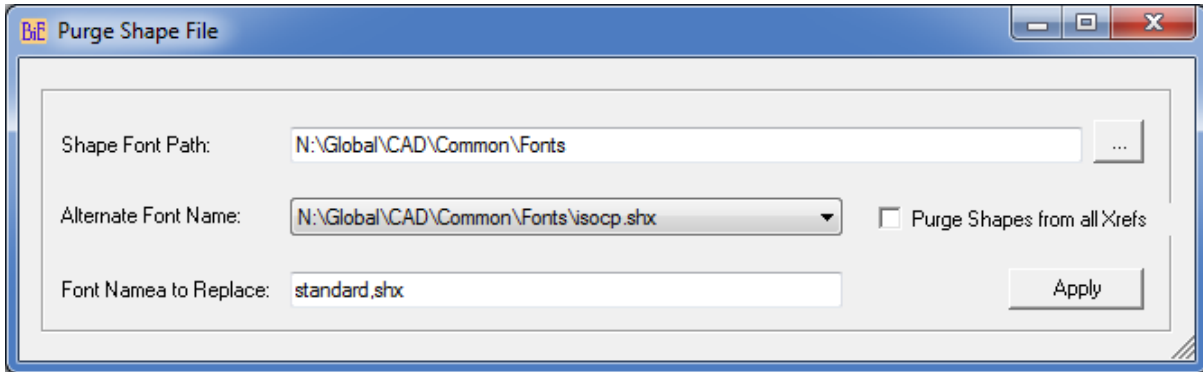 BiE Purge Shape File
Shape Font Path: N:\Global\CAD\Common\Fonts ...
Alternate Font Name: N:\Global\CAD\Common\Fonts\isocp.shx Purge Shapes from all Xrefs
Font Namea to Replace: standard,shx Apply